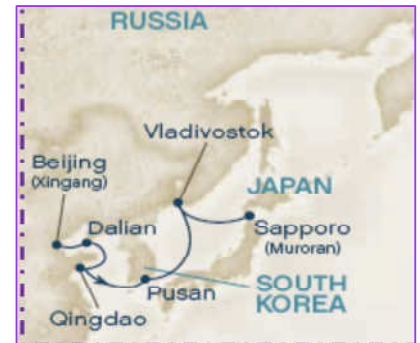 RUSSIA
Vladivostok
Beijing
(Xingang)
JAPAN
Dalian
Sapporo
(Muroran)
SOUTH
KOREA
Pusan
Qingdao